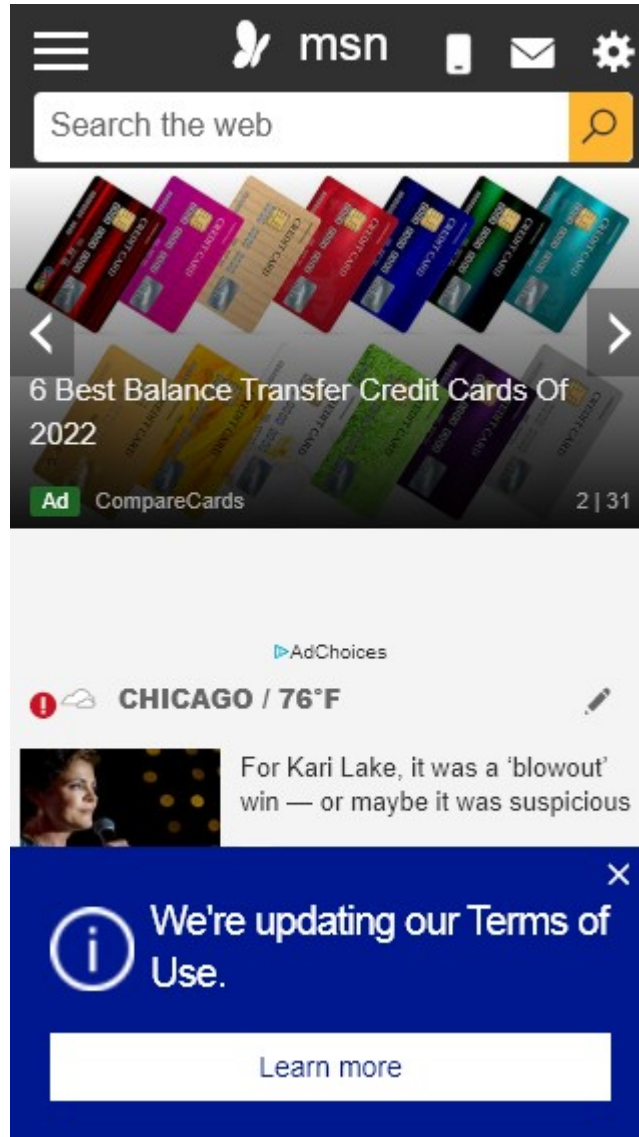 msn
Search the web
6 Best Balance Transfer Credit Cards Of
2022
Ad CompareCards 2 | 31
AdChoices
CHICAGO / 76°F
For Kari Lake, it was a ‘blowout’
win — or maybe it was suspicious
We're updating our Terms of
Use.
Learn more